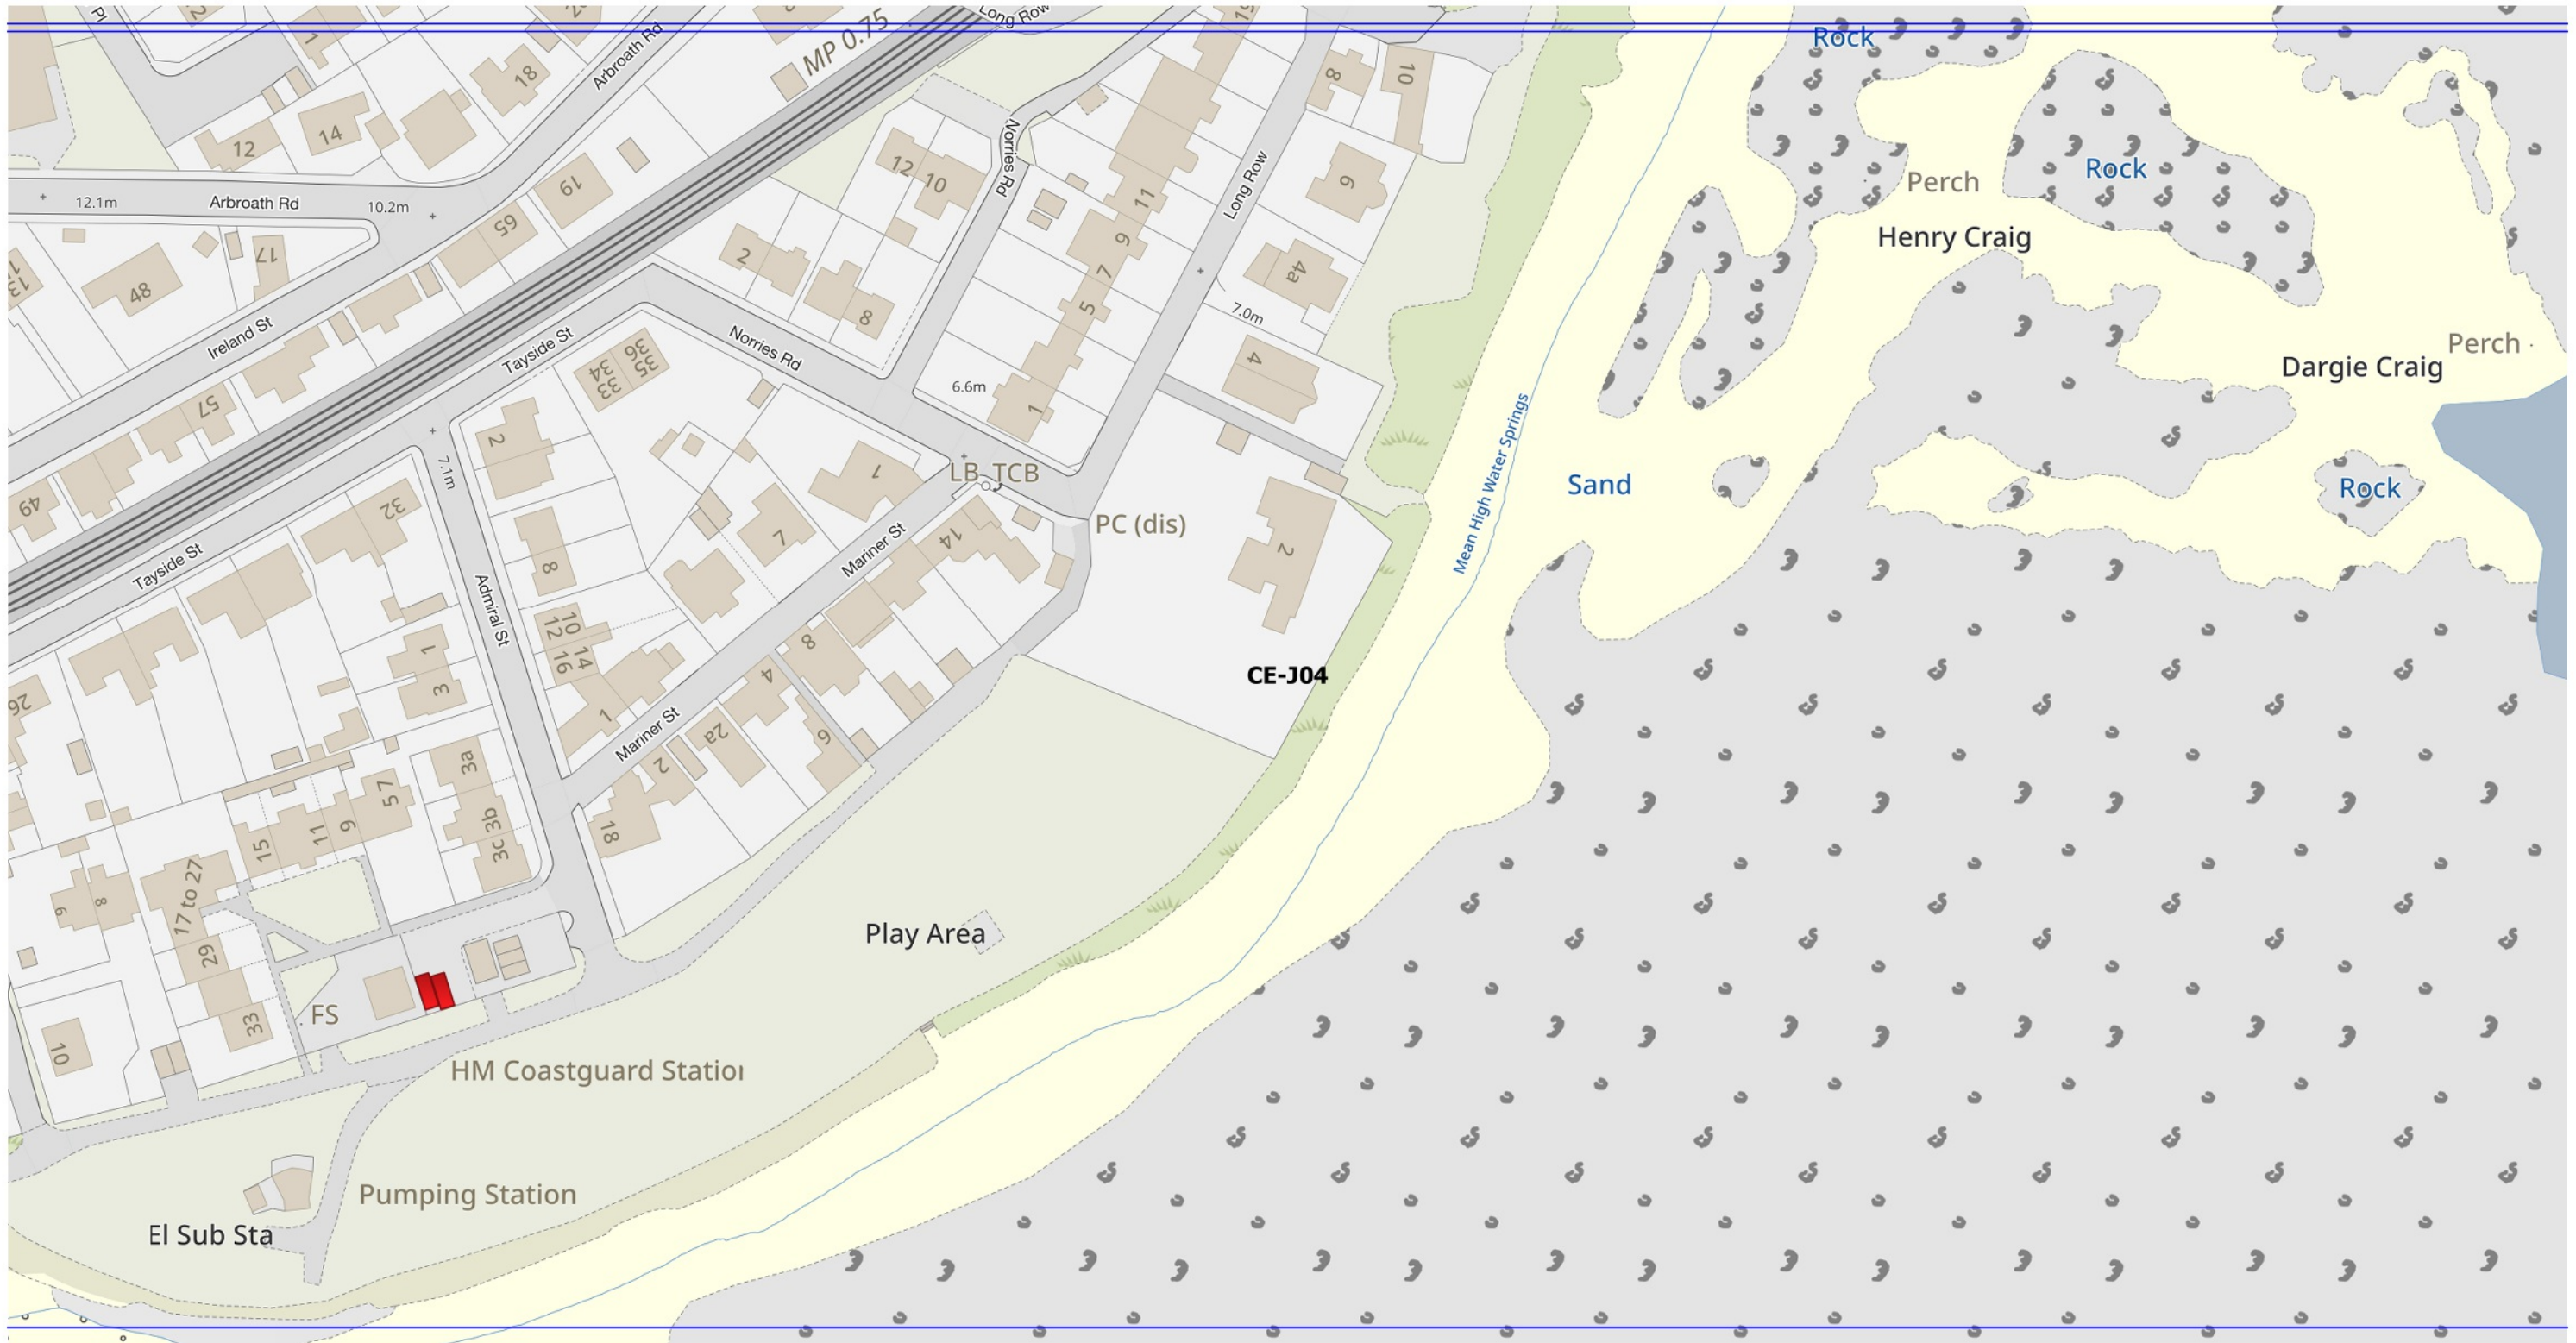 Pl
Long Row
19
Rock
1
18
Arbroath Rd
MP 0.75
8
10
12
14
Norries Rd
12
10
11
Long Row
9
Rock
Perch
12.1m
Arbroath Rd
10.2m
19
65
17
48
2
9
7
4a
Henry Craig
Ireland St
Tayside St
8
5
7.0m
Norries Rd
36
34
35
33
4
Perch
Dargie Craig
6.6m
1
57
2
7.1m
1
LB
TCB
Mean High Water Springs
Sand
Rock
49
32
PC (dis)
7
14
2
Mariner St
Tayside St
Admiral St
8
10
12
14
16
8
1
3
4
CE-J04
26
1
Mariner St
2a
6
2
3a
57
18
3b
3c
9
11
15
17 to 27
9
8
29
Play Area
FS
33
10
HM Coastguard Station
Pumping Station
El Sub Sta